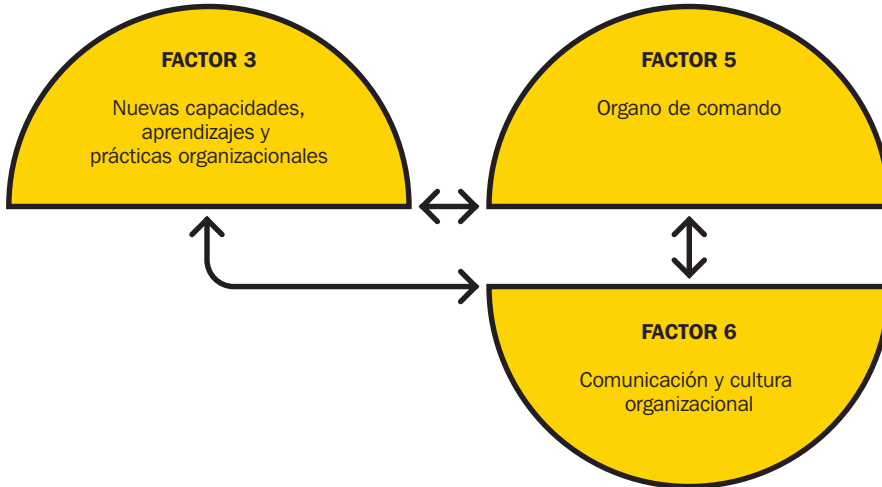 FACTOR 3
Nuevas capacidades,
aprendizajes y
prácticas organizacionales
FACTOR 5
Organo de comando
FACTOR 6
Comunicación y cultura
organizacional